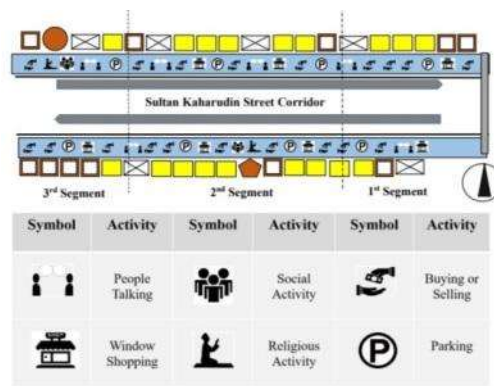 Sultan Kaharudin Street Corridor
3rd Segment 2nd Segment 1st Segment
Symbol Activity Symbol Activity Symbol Activity
People Talking Social Activity Buying or Selling
Window Shopping Religious Activity P Parking